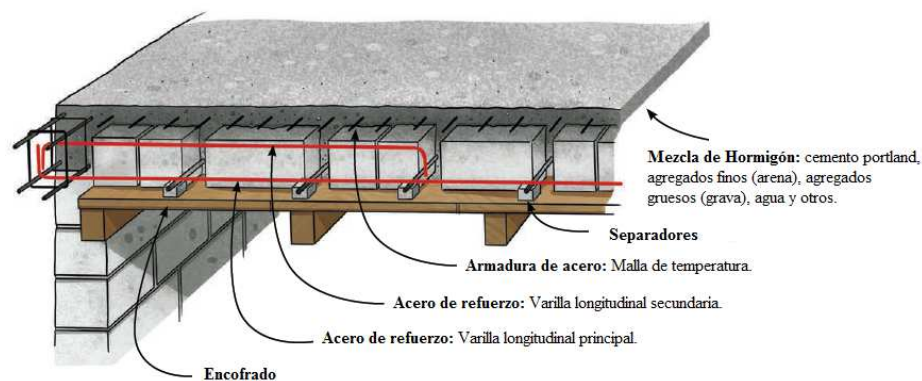 Mezcla de Hormigón: cemento portland,
agregados finos (arena), agregados
gruesos (grava), agua y otros.
Separadores
Armadura de acero: Malla de temperatura.
Acero de refuerzo: Varilla longitudinal secundaria.
Acero de refuerzo: Varilla longitudinal principal.
Encofrado